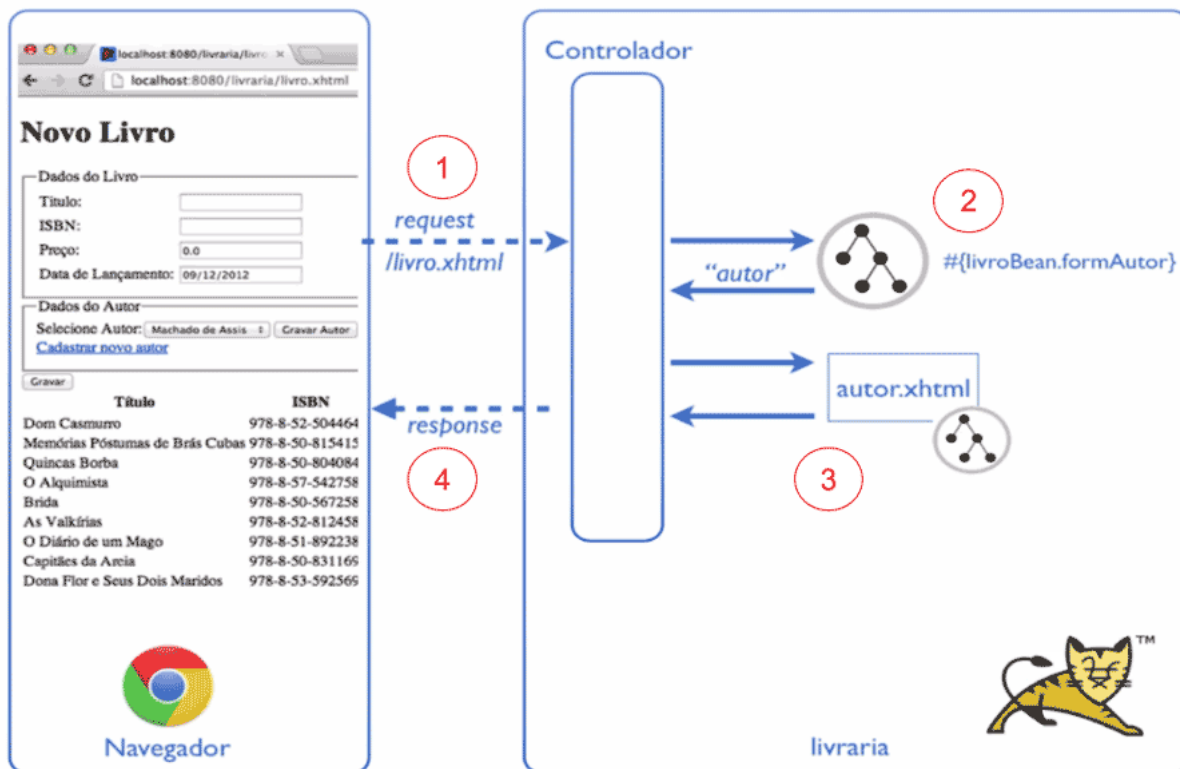 localhost:8080/livraria/livro
localhost:8080/livraria/livro.xhtml
Novo Livro
Dados do Livro
Título:
ISBN:
Preço: 0.0
Data de Lançamento: 09/12/2012
Dados do Autor
Selecione Autor: Machado de Assis Gravar Autor
Cadastrar novo autor
Gravar
Título ISBN
Dom Casmurro 978-8-52-504464
Memórias Póstumas de Brás Cubas 978-8-50-815415
Quincas Borba 978-8-50-804084
O Alquimista 978-8-57-542758
Brida 978-8-50-567258
As Valkírias 978-8-52-812458
O Diário de um Mago 978-8-51-892238
Capitães da Areia 978-8-50-831169
Dona Flor e Seus Dois Maridos 978-8-53-592569
Navegador
1
request
/livro.xhtml
response
4
Controlador
2
#{livroBean.formAutor}
"autor"
autor.xhtml
3
TM
livraria